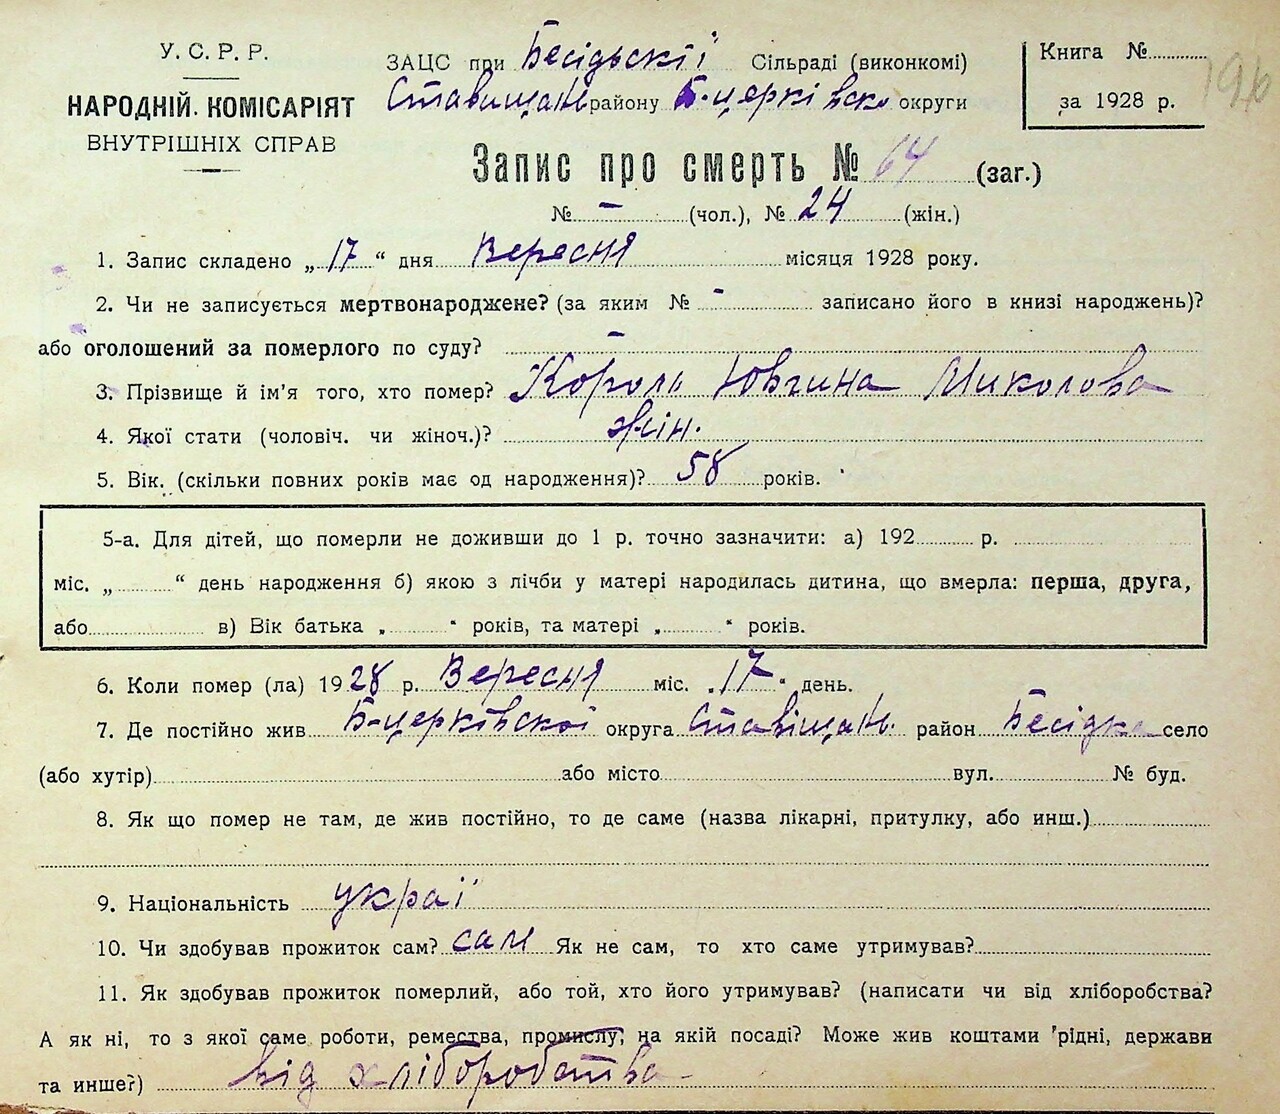 У. С. Р. Р.
НАРОДНІЙ КОМІСАРІЯТ
ВНУТРІШНІХ СПРАВ
ЗАЦС при Бесідьскії Сільраді (виконкомі)
Ставищан району Б-церківсько округи
Книга №
за 1928 р.
196
Запис про смерть № 64 (заг.)
№ – (чол.), № 24 (жін.)
1. Запис складено „17“ дня Вересня місяця 1928 року.
2. Чи не записується мертвонароджене? (за яким № – записано його в книзі народжень)?
або оголошений за померлого по суду? –
3. Прізвище й ім'я того, хто помер? Король Ювгина Миколова
4. Якої стати (чоловіч. чи жіноч.)? жін.
5. Вік. (скільки повних років має од народження)? 58 років.
5-а. Для дітей, що померли не доживши до 1 р. точно зазначити: а) 192 р.
міс. „ “ день народження б) якою з лічби у матері народилась дитина, що вмерла: перша, друга,
або в) Вік батька „ “ років, та матері „ “ років.
6. Коли помер (ла) 1928 р. Вересня міс. „17“ день.
7. Де постійно жив Б-церківскої округа Ставіщан. район Бесідка село
(або хутір) або місто вул. № буд.
8. Як що помер не там, де жив постійно, то де саме (назва лікарні, притулку, або инш.)
9. Національність украї
10. Чи здобував прожиток сам? сам Як не сам, то хто саме утримував?
11. Як здобував прожиток померлий, або той, хто його утримував? (написати чи від хліборобства?
А як ні, то з якої саме роботи, ремества, промислу, на якій посаді? Може жив коштами рідні, держави
та инше?) від хліборобства